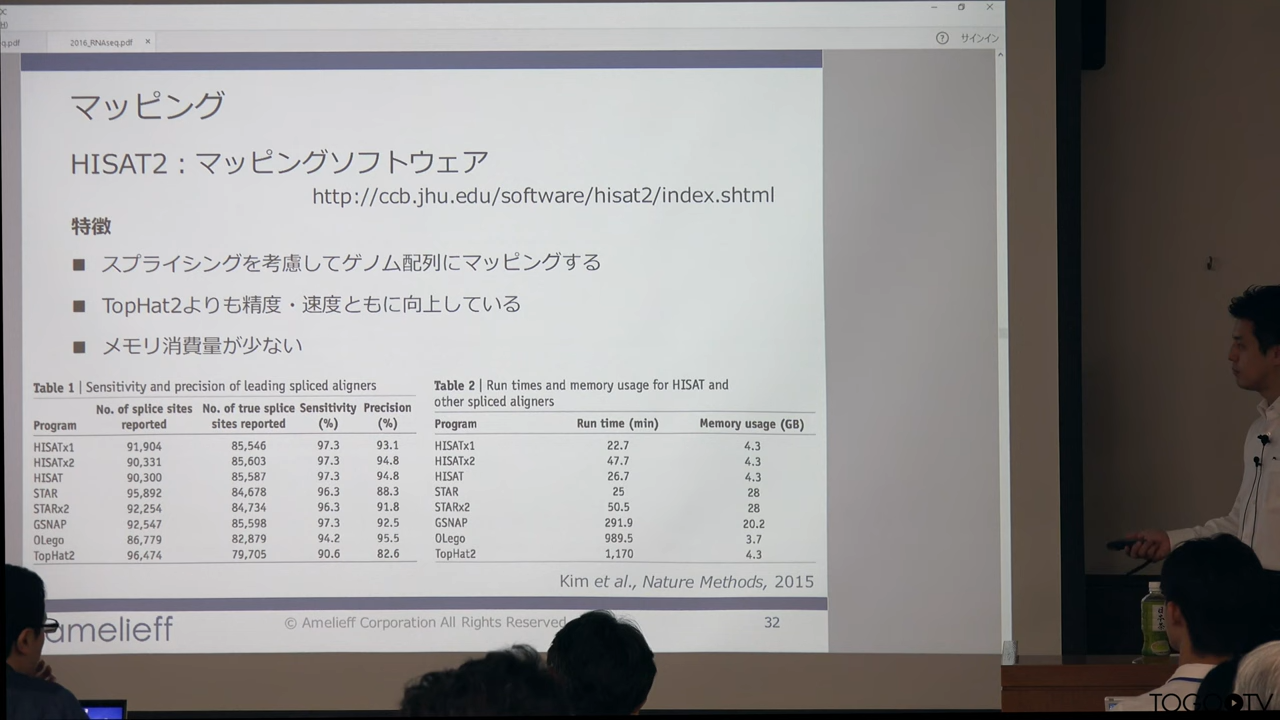 q.pdf
2016_RNAseq.pdf
サインイン
マッピング
HISAT2：マッピングソフトウェア
http://ccb.jhu.edu/software/hisat2/index.shtml
特徴
■ スプライシングを考慮してゲノム配列にマッピングする
■ TopHat2よりも精度・速度ともに向上している
■ メモリ消費量が少ない
Table 1 | Sensitivity and precision of leading spliced aligners
Program No. of splice sites reported No. of true splice sites reported Sensitivity (%) Precision (%)
HISATx1 91,904 85,546 97.3 93.1
HISATx2 90,331 85,603 97.3 94.8
HISAT 90,300 85,587 97.3 94.8
STAR 95,892 84,678 96.3 88.3
STARx2 92,254 84,734 96.3 91.8
GSNAP 92,547 85,598 97.3 92.5
OLego 86,779 82,879 94.2 95.5
TopHat2 96,474 79,705 90.6 82.6
Table 2 | Run times and memory usage for HISAT and
other spliced aligners
Program Run time (min) Memory usage (GB)
HISATx1 22.7 4.3
HISATx2 47.7 4.3
HISAT 26.7 4.3
STAR 25 28
STARx2 50.5 28
GSNAP 291.9 20.2
OLego 989.5 3.7
TopHat2 1,170 4.3
Kim et al., Nature Methods, 2015
amelieff
© Amelieff Corporation All Rights Reserved
32
TOGOTV